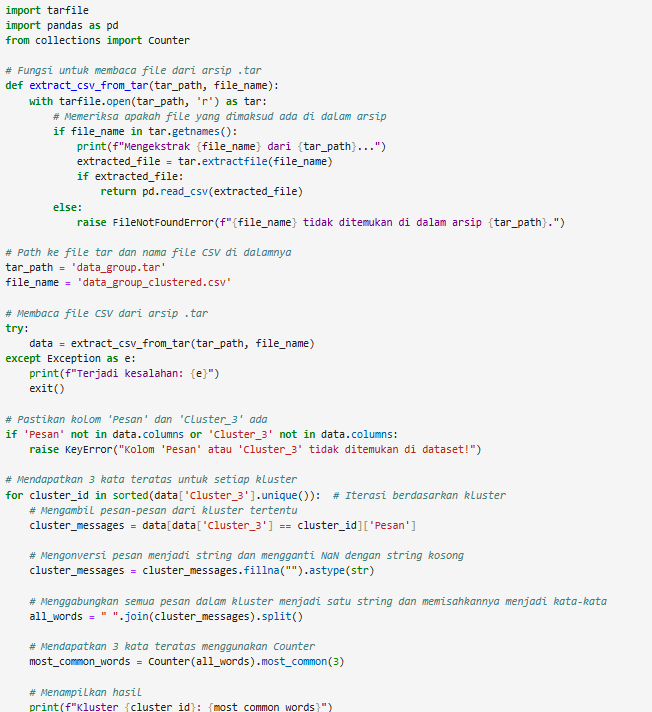 import tarfile
import pandas as pd
from collections import Counter

# Fungsi untuk membaca file dari arsip .tar
def extract_csv_from_tar(tar_path, file_name):
    with tarfile.open(tar_path, 'r') as tar:
        # Memeriksa apakah file yang dimaksud ada di dalam arsip
        if file_name in tar.getnames():
            print(f"Mengekstrak {file_name} dari {tar_path}...")
            extracted_file = tar.extractfile(file_name)
            if extracted_file:
                return pd.read_csv(extracted_file)
        else:
            raise FileNotFoundError(f"{file_name} tidak ditemukan di dalam arsip {tar_path}.")

# Path ke file tar dan nama file CSV di dalamnya
tar_path = 'data_group.tar'
file_name = 'data_group_clustered.csv'

# Membaca file CSV dari arsip .tar
try:
    data = extract_csv_from_tar(tar_path, file_name)
except Exception as e:
    print(f"Terjadi kesalahan: {e}")
    exit()

# Pastikan kolom 'Pesan' dan 'Cluster_3' ada
if 'Pesan' not in data.columns or 'Cluster_3' not in data.columns:
    raise KeyError("Kolom 'Pesan' atau 'Cluster_3' tidak ditemukan di dataset!")

# Mendapatkan 3 kata teratas untuk setiap kluster
for cluster_id in sorted(data['Cluster_3'].unique()):  # Iterasi berdasarkan kluster
    # Mengambil pesan-pesan dari kluster tertentu
    cluster_messages = data[data['Cluster_3'] == cluster_id]['Pesan']

    # Mengonversi pesan menjadi string dan mengganti NaN dengan string kosong
    cluster_messages = cluster_messages.fillna("").astype(str)

    # Menggabungkan semua pesan dalam kluster menjadi satu string dan memisahkannya menjadi kata-kata
    all_words = " ".join(cluster_messages).split()

    # Mendapatkan 3 kata teratas menggunakan Counter
    most_common_words = Counter(all_words).most_common(3)

    # Menampilkan hasil
    print(f"Kluster {cluster_id}: {most_common_words}")